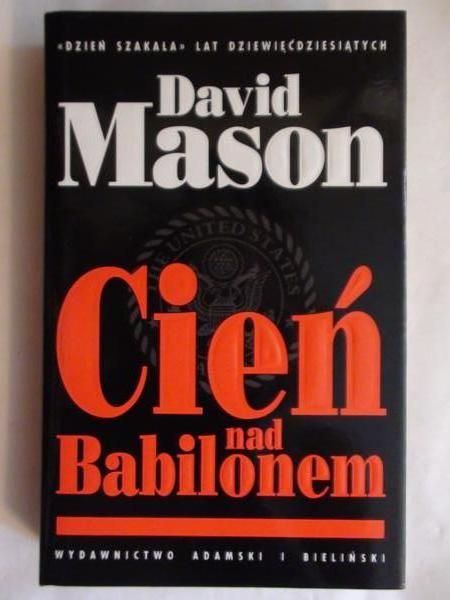 «DZIEŃ SZAKALA» LAT DZIEWIĘĆDZIESIĄTYCH
David
Mason
THE UNITED STATES
Cień
nad
Babilonem
WYDAWNICTWO ADAMSKI I BIELIŃSKI